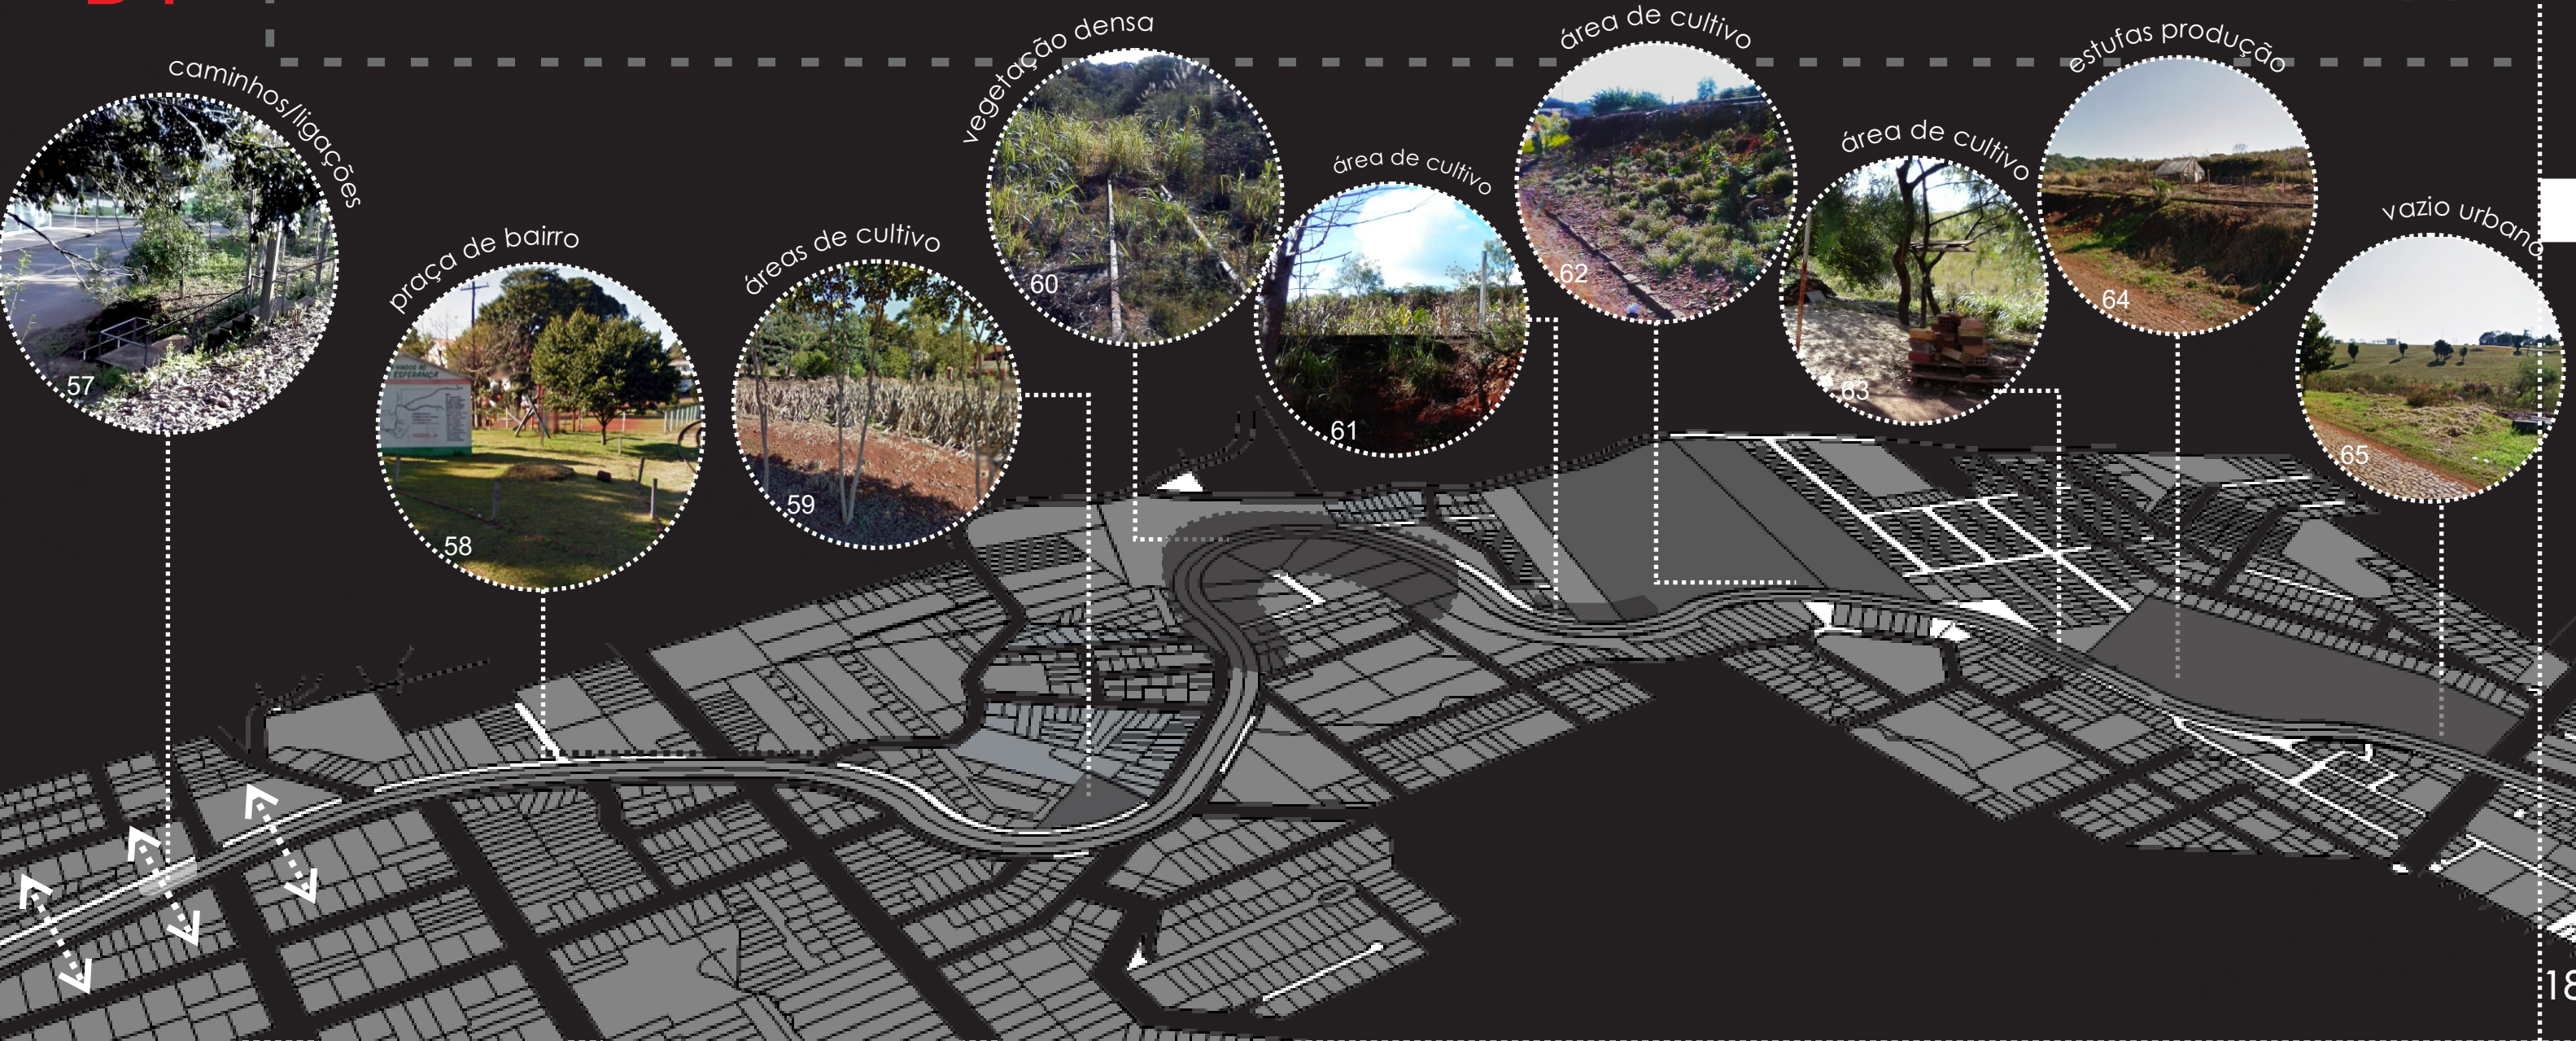 caminhos/ligações
57
praça de bairro
ESPERANÇA
58
áreas de cultivo
59
vegetação densa
60
área de cultivo
61
área de cultivo
62
área de cultivo
63
estufas produção
64
vazio urbano
65
18